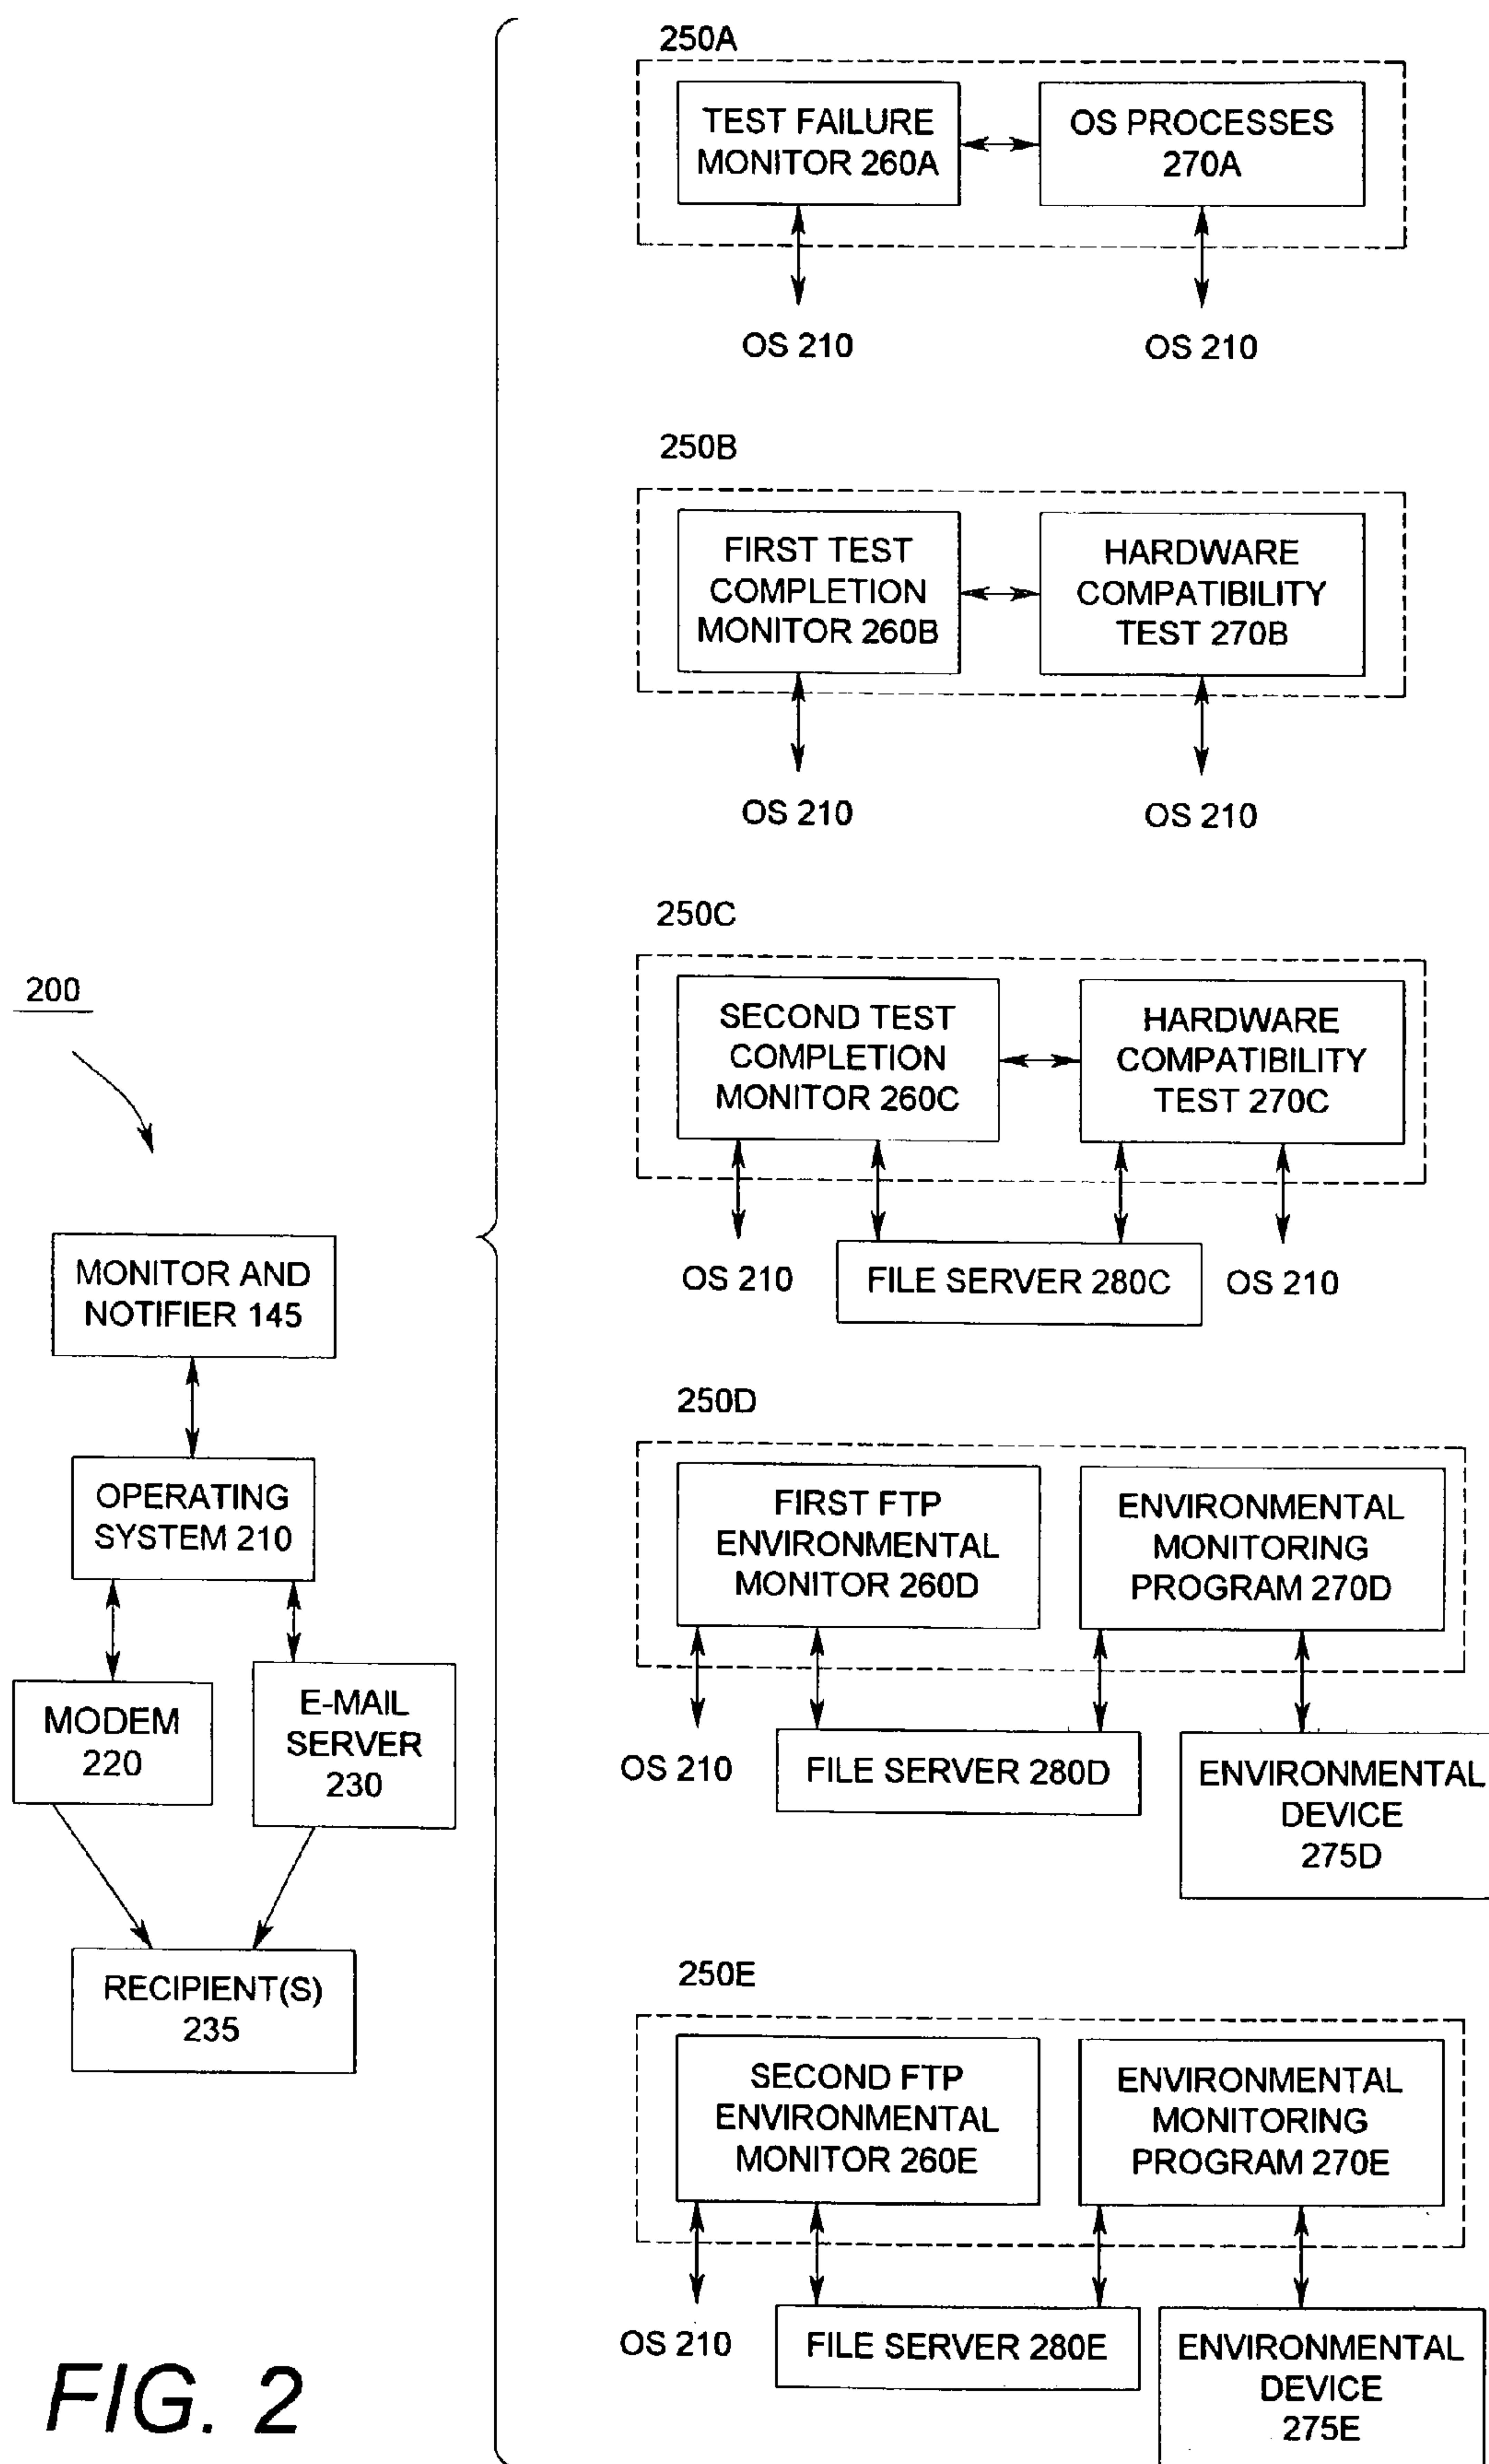 200
MONITOR AND
NOTIFIER 145
OPERATING
SYSTEM 210
MODEM
220
E-MAIL
SERVER
230
RECIPIENT(S)
235
250A
TEST FAILURE
MONITOR 260A
OS PROCESSES
270A
OS 210
OS 210
250B
FIRST TEST
COMPLETION
MONITOR 260B
HARDWARE
COMPATIBILITY
TEST 270B
OS 210
OS 210
250C
SECOND TEST
COMPLETION
MONITOR 260C
HARDWARE
COMPATIBILITY
TEST 270C
OS 210
FILE SERVER 280C
OS 210
250D
FIRST FTP
ENVIRONMENTAL
MONITOR 260D
ENVIRONMENTAL
MONITORING
PROGRAM 270D
OS 210
FILE SERVER 280D
ENVIRONMENTAL
DEVICE
275D
250E
SECOND FTP
ENVIRONMENTAL
MONITOR 260E
ENVIRONMENTAL
MONITORING
PROGRAM 270E
OS 210
FILE SERVER 280E
ENVIRONMENTAL
DEVICE
275E
FIG. 2